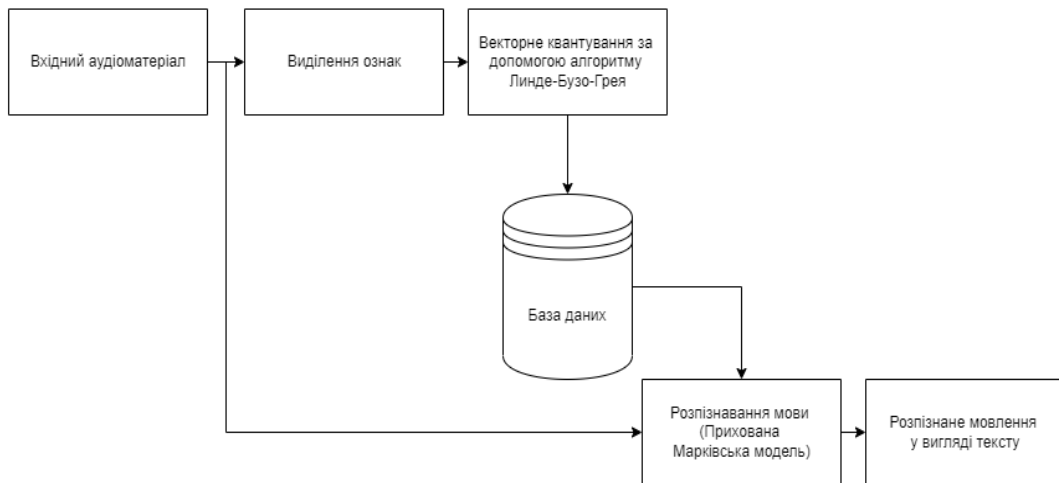 Вхідний аудіоматеріал
Виділення ознак
Векторне квантування за
допомогою алгоритму
Линде-Бузо-Грея
База даних
Розпізнавання мови
(Прихована
Марківська модель)
Розпізнане мовлення
у вигляді тексту